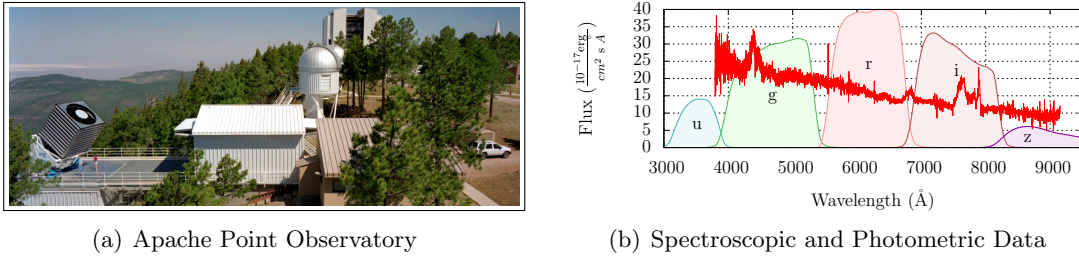 40
35
30
25
20
15
10
5
0
3000 4000 5000 6000 7000 8000 9000
Flux (10⁻¹⁷erg / cm² s Å)
u
g
r
i
z
Wavelength (Å)
(a) Apache Point Observatory
(b) Spectroscopic and Photometric Data